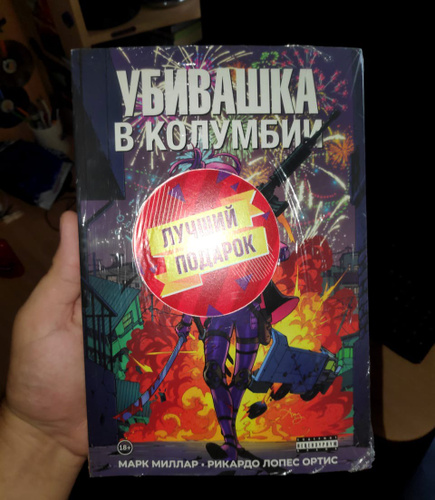 УБИВАШКА
В КОЛУМБИИ
ЛУЧШИЙ
ПОДАРОК
18+
МАРК МИЛЛАР • РИКАРДО ЛОПЕС ОРТИС